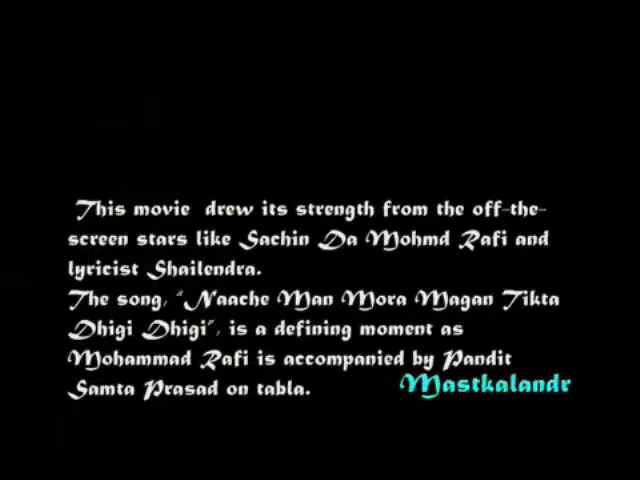 This movie drew its strength from the off-the-
screen stars like Sachin Da Mohmd Rafi and
lyricist Shailendra.
The song, "Naache Man Mora Magan Tikta
Dhigi Dhigi", is a defining moment as
Mohammad Rafi is accompanied by Pandit
Samta Prasad on tabla.
Mastkalandr